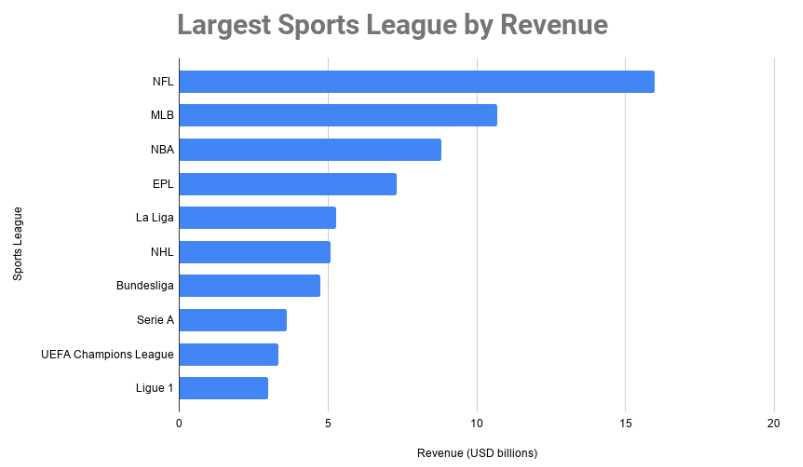 Largest Sports League by Revenue
Sports League
NFL
MLB
NBA
EPL
La Liga
NHL
Bundesliga
Serie A
UEFA Champions League
Ligue 1
0 5 10 15 20
Revenue (USD billions)